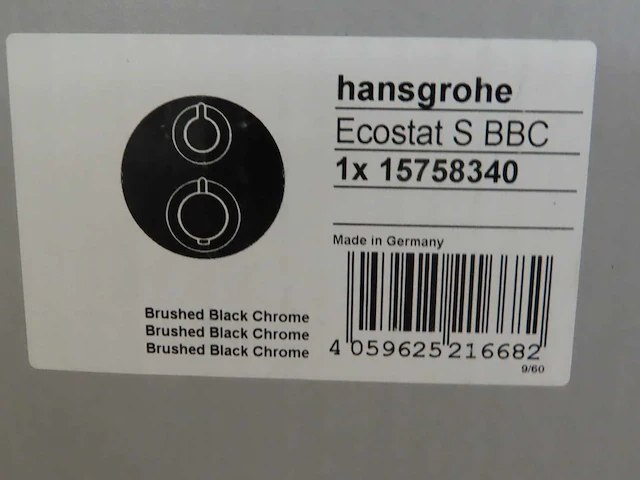 hansgrohe
Ecostat S BBC
1x 15758340
Made in Germany
Brushed Black Chrome
Brushed Black Chrome
Brushed Black Chrome
4 059625 216682
9/60